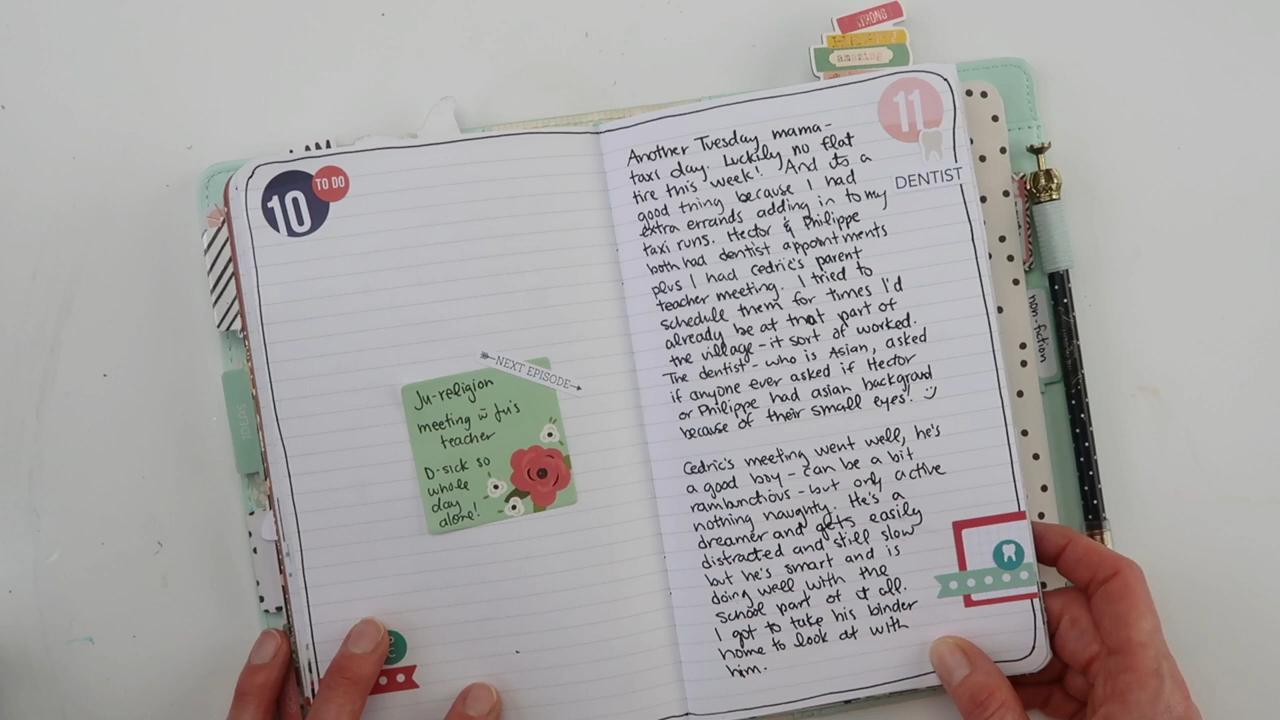 WRONG
amazing
10
TO DO
NEXT EPISODE
Ju-religion
meeting w̄ Ju's
teacher
D-sick so
whole
day
alone!
IDEAS
11
DENTIST
Another Tuesday mama-
taxi day. Luckily no flat
tire this week! And its a
good thing because I had
extra errands adding in to my
taxi runs. Hector & Philippe
both had dentist appointments
plus I had Cedric's parent
teacher meeting. I tried to
schedule them for times I'd
already be at that part of
the village - it sort of worked.
The dentist - who is Asian, asked
if anyone ever asked if Hector
or Philippe had asian backgroud
because of their small eyes! :)
Cedric's meeting went well, he's
a good boy - can be a bit
rambunctious - but only active
nothing naughty. He's a
dreamer and gets easily
distracted and still slow
but he's smart and is
doing well with the
school part of it all.
I got to take his binder
home to look at with
him.
non-fiction